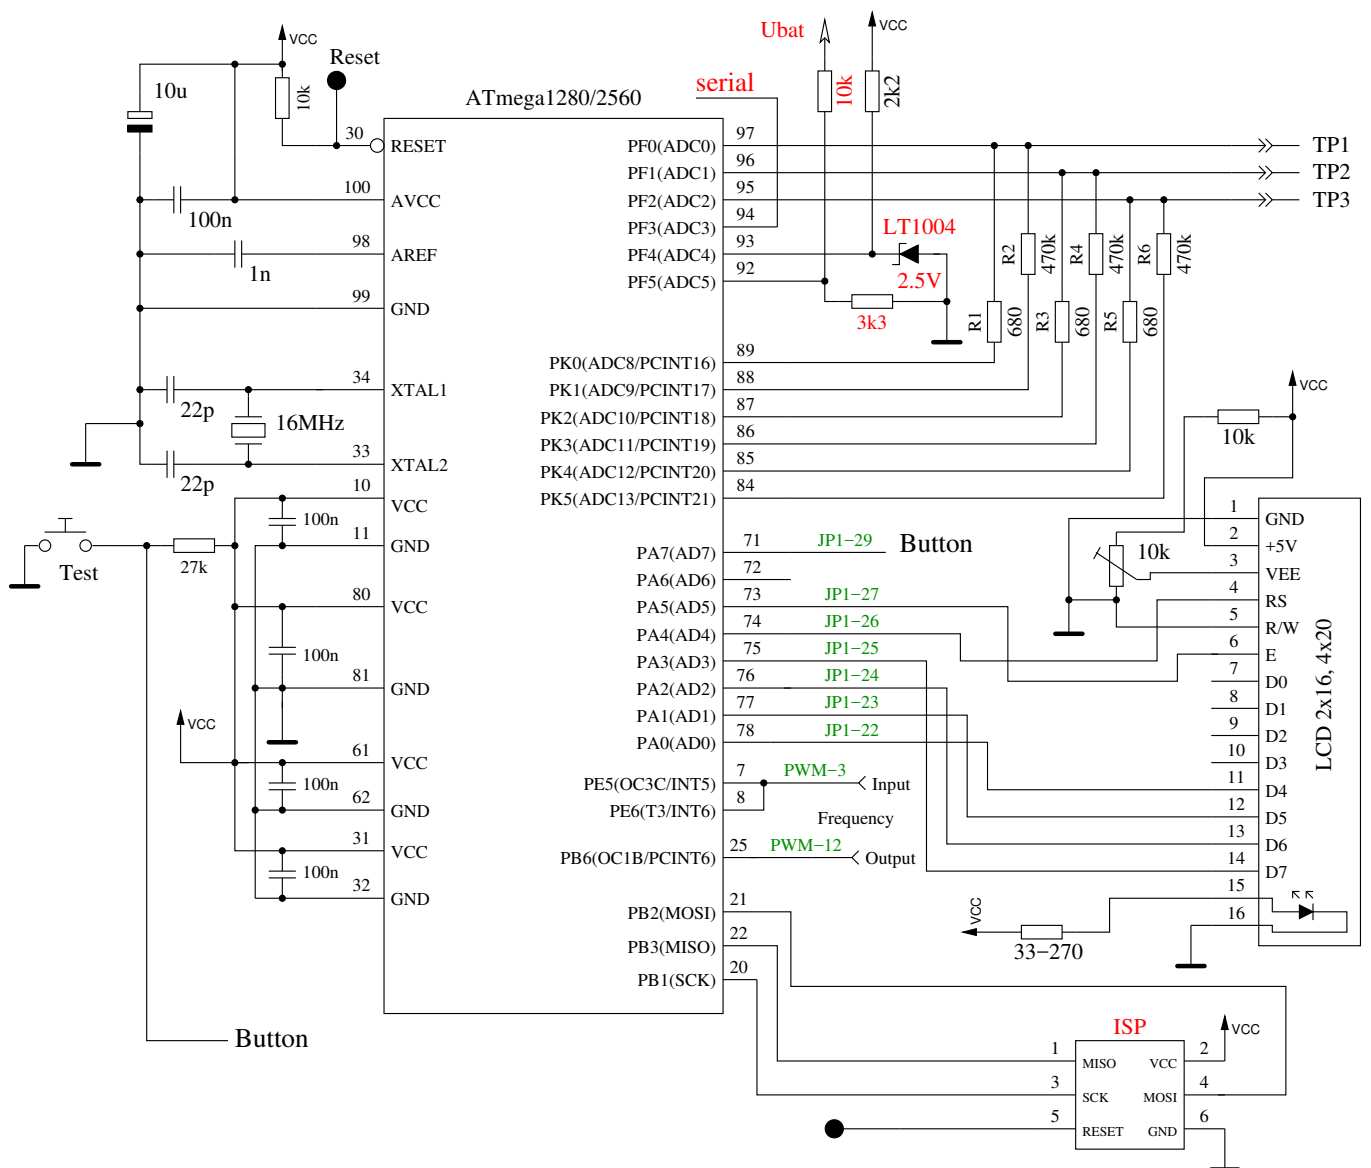 VCC
Reset
10u
10k
ATmega1280/2560
serial
Ubat
10k
VCC
2k2
30 RESET
100 AVCC
100n
98 AREF
1n
99 GND
34 XTAL1
22p
16MHz
33 XTAL2
22p
10 VCC
100n
11 GND
Test
27k
80 VCC
100n
81 GND
VCC
61 VCC
100n
62 GND
31 VCC
100n
32 GND
Button
PF0(ADC0) 97 TP1
PF1(ADC1) 96 TP2
PF2(ADC2) 95 TP3
PF3(ADC3) 94
PF4(ADC4) 93
PF5(ADC5) 92
LT1004
2.5V
3k3
R1 680
R2 470k
R3 680
R4 470k
R5 680
R6 470k
PK0(ADC8/PCINT16) 89
PK1(ADC9/PCINT17) 88
PK2(ADC10/PCINT18) 87
PK3(ADC11/PCINT19) 86
PK4(ADC12/PCINT20) 85
PK5(ADC13/PCINT21) 84
PA7(AD7) 71 JP1−29 Button
PA6(AD6) 72
PA5(AD5) 73 JP1−27
PA4(AD4) 74 JP1−26
PA3(AD3) 75 JP1−25
PA2(AD2) 76 JP1−24
PA1(AD1) 77 JP1−23
PA0(AD0) 78 JP1−22
PE5(OC3C/INT5) 7 PWM−3 Input
PE6(T3/INT6) 8
Frequency
PB6(OC1B/PCINT6) 25 PWM−12 Output
PB2(MOSI) 21
PB3(MISO) 22
PB1(SCK) 20
VCC
10k
10k
1 GND
2 +5V
3 VEE
4 RS
5 R/W
6 E
7 D0
8 D1
9 D2
10 D3
11 D4
12 D5
13 D6
14 D7
15
16
LCD 2x16, 4x20
VCC
33−270
ISP
VCC
1 MISO VCC 2
3 SCK MOSI 4
5 RESET GND 6